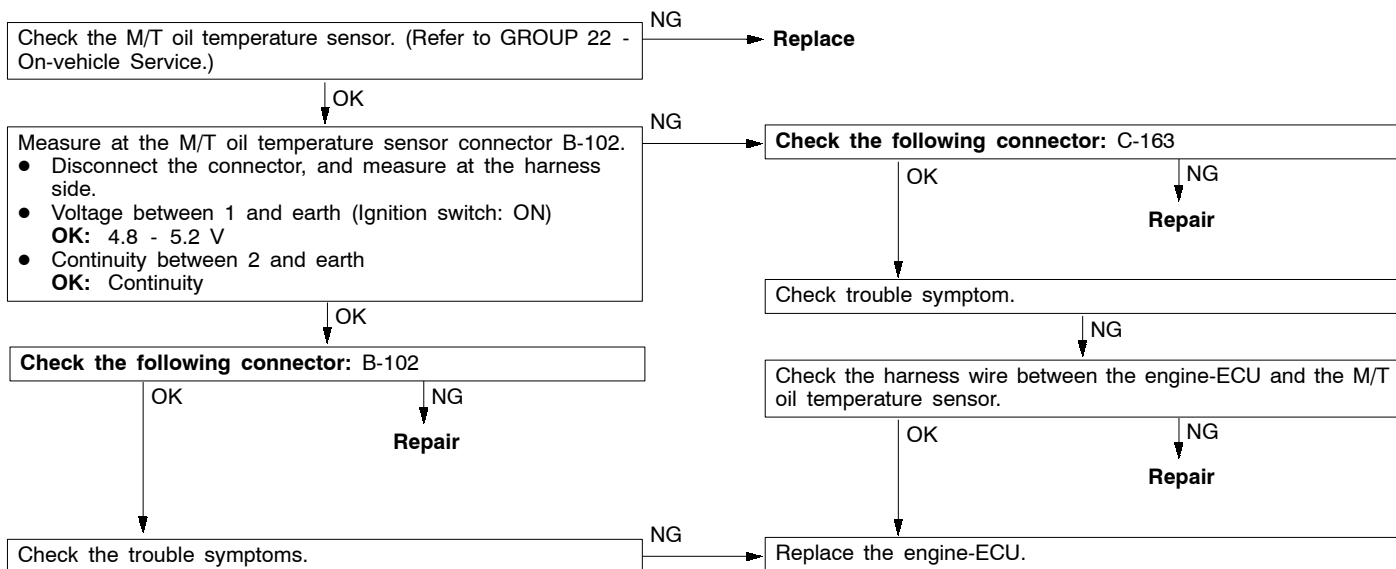 NG
Check the M/T oil temperature sensor. (Refer to GROUP 22 -
On-vehicle Service.)
Replace
OK
Measure at the M/T oil temperature sensor connector B-102.
● Disconnect the connector, and measure at the harness
side.
● Voltage between 1 and earth (Ignition switch: ON)
OK: 4.8 - 5.2 V
● Continuity between 2 and earth
OK: Continuity
NG
Check the following connector: C-163
OK
NG
Repair
Check trouble symptom.
NG
OK
Check the following connector: B-102
OK
NG
Repair
Check the harness wire between the engine-ECU and the M/T
oil temperature sensor.
OK
NG
Repair
Check the trouble symptoms.
NG
Replace the engine-ECU.